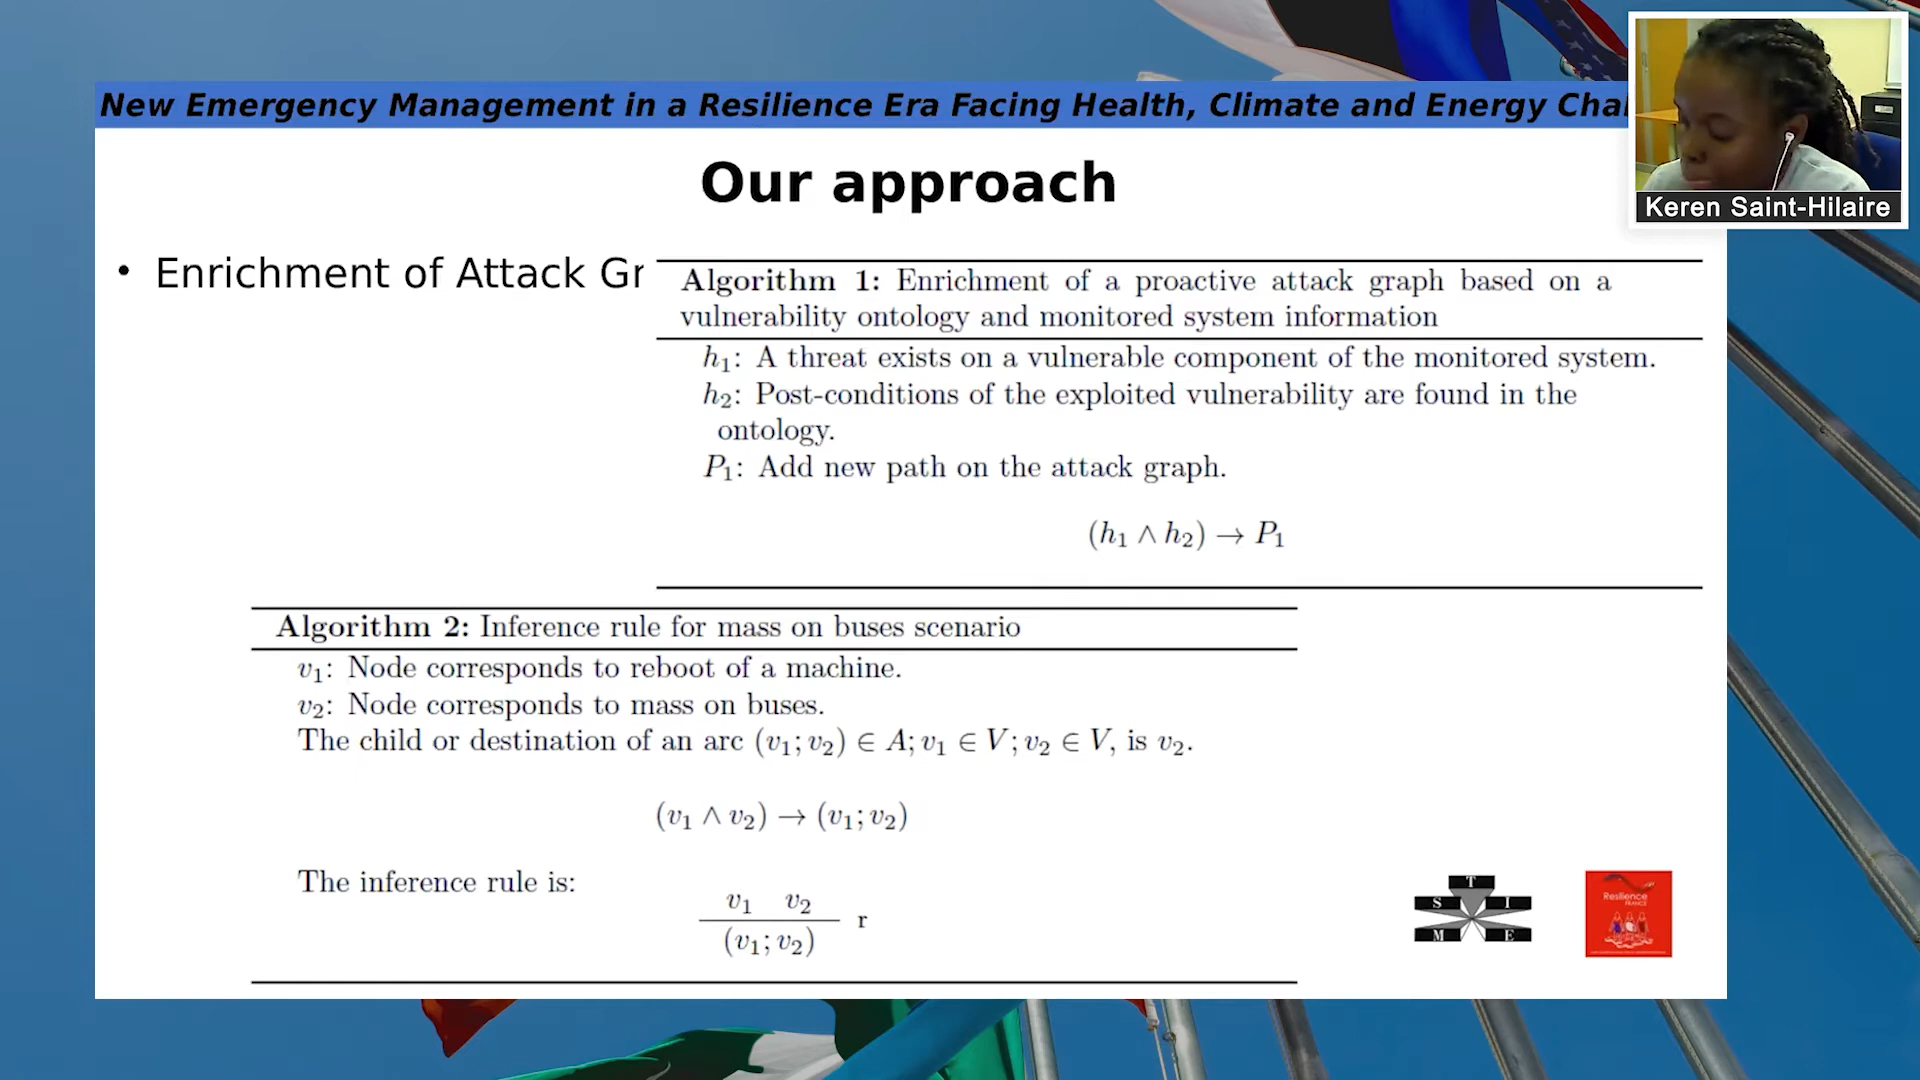 New Emergency Management in a Resilience Era Facing Health, Climate and Energy Chal
Keren Saint-Hilaire
Our approach
• Enrichment of Attack Gr
Algorithm 1: Enrichment of a proactive attack graph based on a
vulnerability ontology and monitored system information
h₁: A threat exists on a vulnerable component of the monitored system.
h₂: Post-conditions of the exploited vulnerability are found in the
ontology.
P₁: Add new path on the attack graph.
(h₁ ∧ h₂) → P₁
Algorithm 2: Inference rule for mass on buses scenario
v₁: Node corresponds to reboot of a machine.
v₂: Node corresponds to mass on buses.
The child or destination of an arc (v₁; v₂) ∈ A; v₁ ∈ V; v₂ ∈ V, is v₂.
(v₁ ∧ v₂) → (v₁; v₂)
The inference rule is:
v₁ v₂
(v₁; v₂) r
T
S I
M E
Resilience
FRANCE